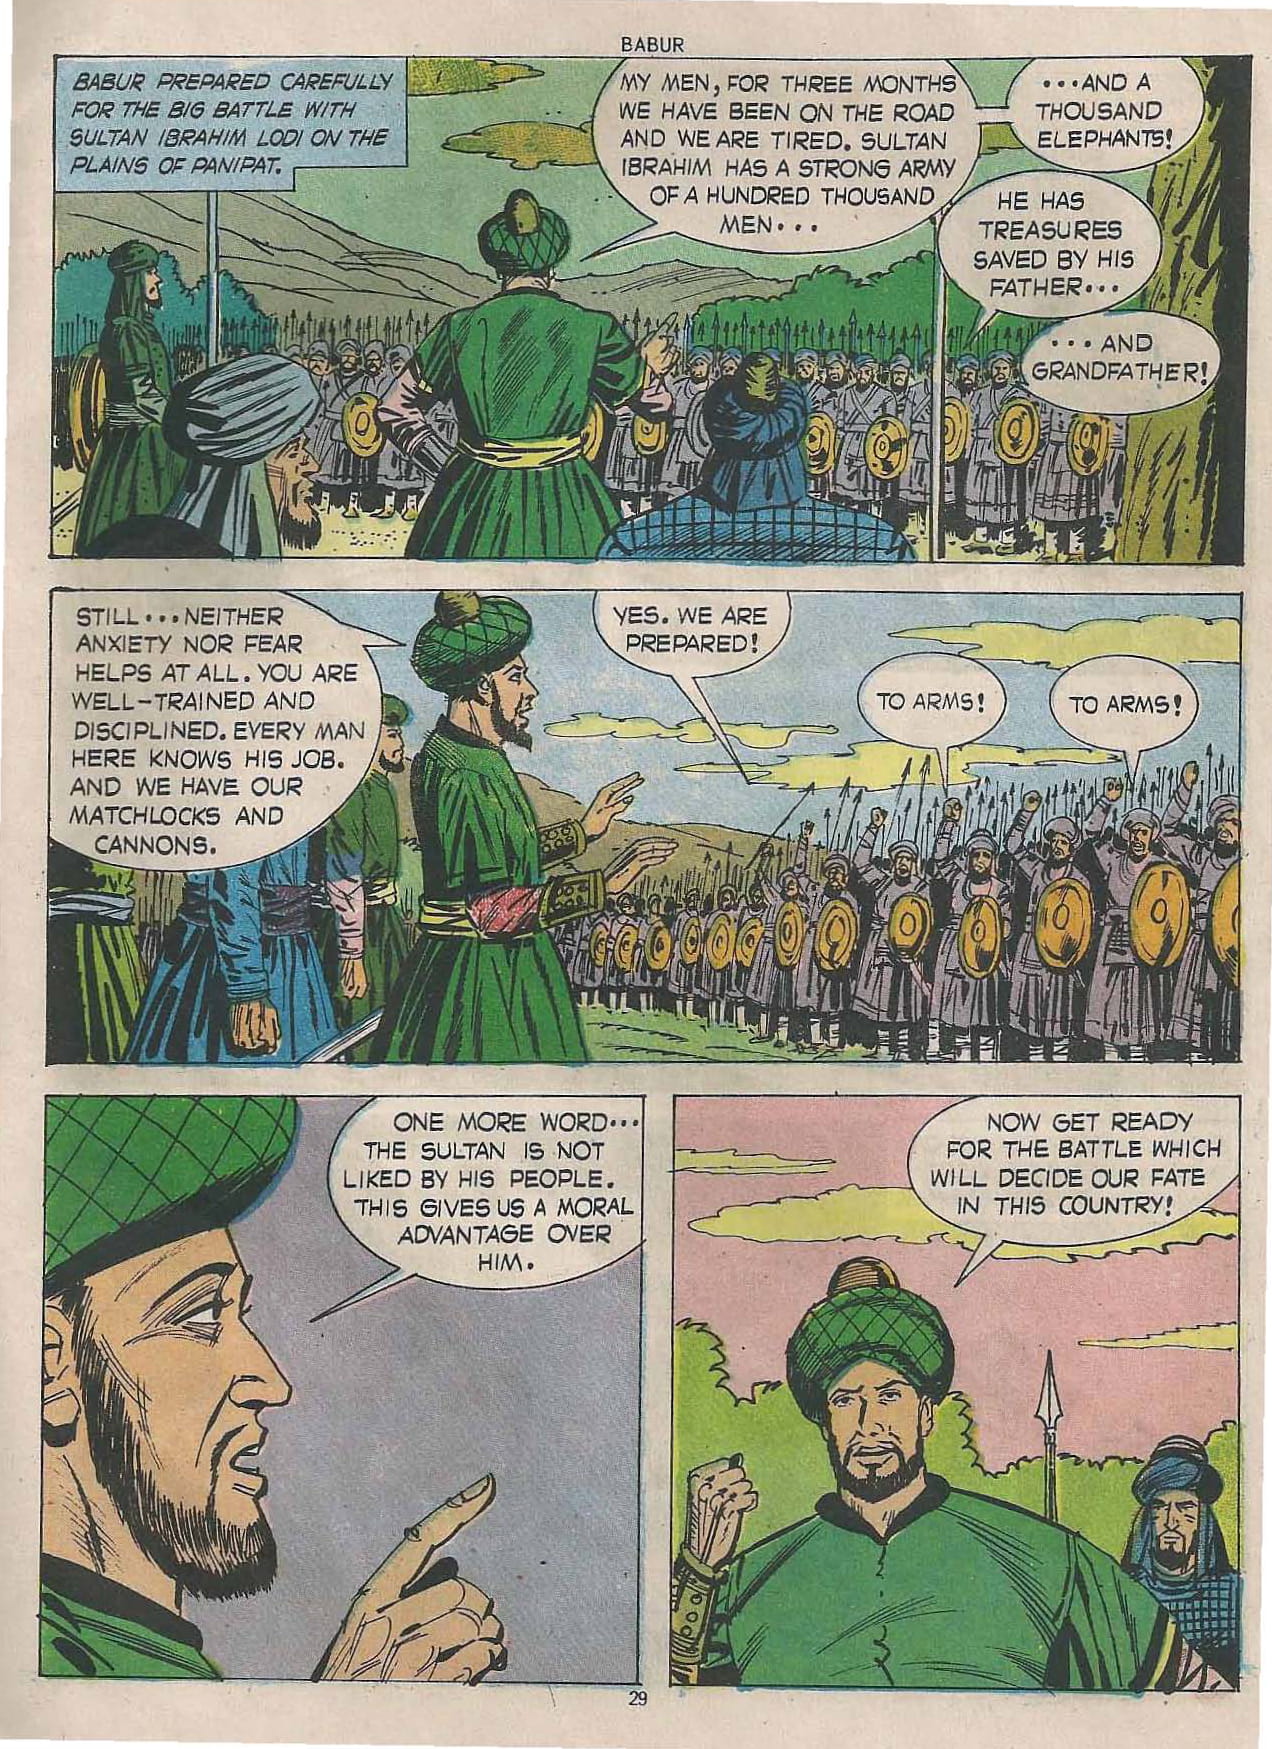 BABUR
BABUR PREPARED CAREFULLY
FOR THE BIG BATTLE WITH
SULTAN IBRAHIM LODI ON THE
PLAINS OF PANIPAT.
MY MEN, FOR THREE MONTHS
WE HAVE BEEN ON THE ROAD
AND WE ARE TIRED. SULTAN
IBRAHIM HAS A STRONG ARMY
OF A HUNDRED THOUSAND
MEN...
...AND A
THOUSAND
ELEPHANTS!
HE HAS
TREASURES
SAVED BY HIS
FATHER...
...AND
GRANDFATHER!
STILL...NEITHER
ANXIETY NOR FEAR
HELPS AT ALL. YOU ARE
WELL-TRAINED AND
DISCIPLINED. EVERY MAN
HERE KNOWS HIS JOB.
AND WE HAVE OUR
MATCHLOCKS AND
CANNONS.
YES. WE ARE
PREPARED!
TO ARMS!
TO ARMS!
ONE MORE WORD...
THE SULTAN IS NOT
LIKED BY HIS PEOPLE.
THIS GIVES US A MORAL
ADVANTAGE OVER
HIM.
NOW GET READY
FOR THE BATTLE WHICH
WILL DECIDE OUR FATE
IN THIS COUNTRY!
29